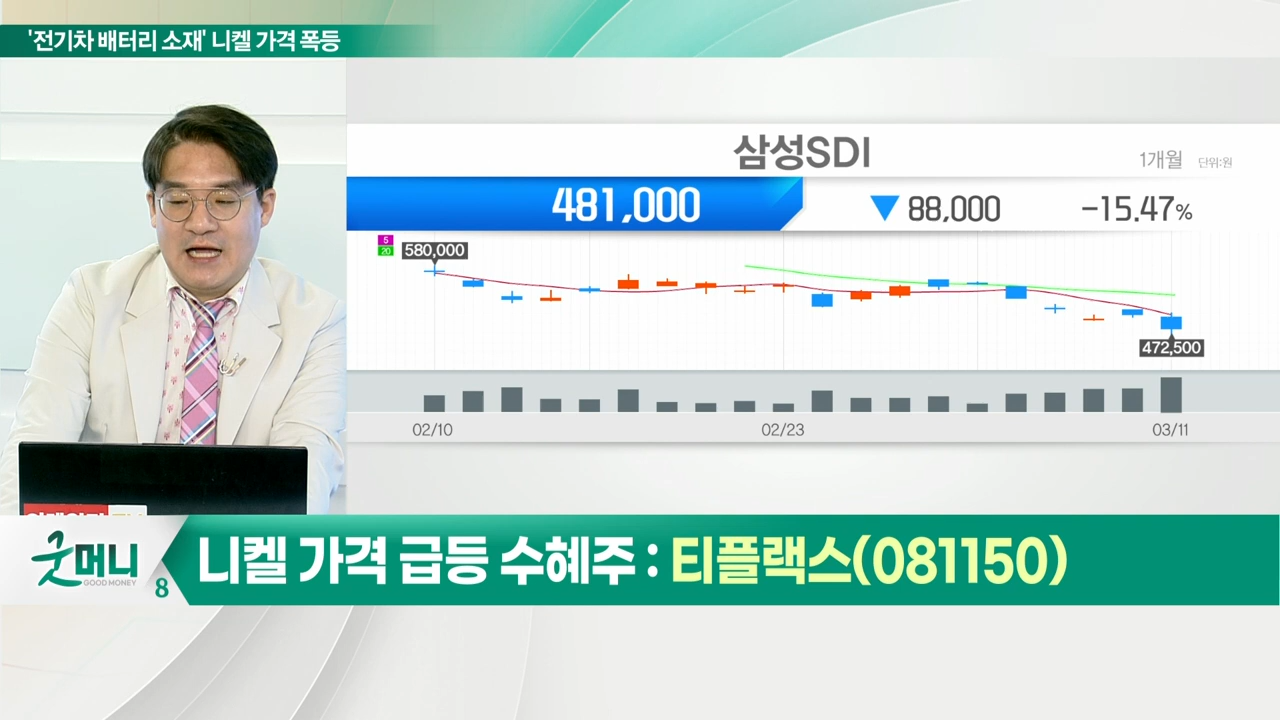 '전기차 배터리 소재' 니켈 가격 폭등
삼성SDI
1개월 단위:원
481,000 ▼ 88,000 -15.47%
5
20
580,000
472,500
02/10 02/23 03/11
니켈 가격 급등 수혜주 : 티플랙스(081150)
굿머니
GOOD MONEY
8